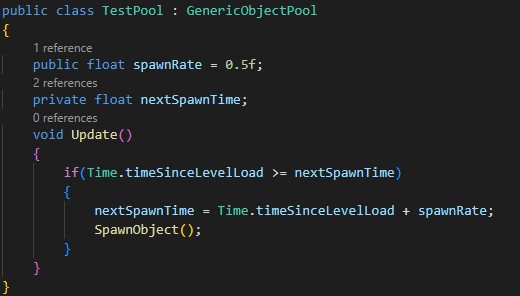 public class TestPool : GenericObjectPool
{
1 reference
public float spawnRate = 0.5f;
2 references
private float nextSpawnTime;
0 references
void Update()
{
if(Time.timeSinceLevelLoad >= nextSpawnTime)
{
nextSpawnTime = Time.timeSinceLevelLoad + spawnRate;
SpawnObject();
}
}
}